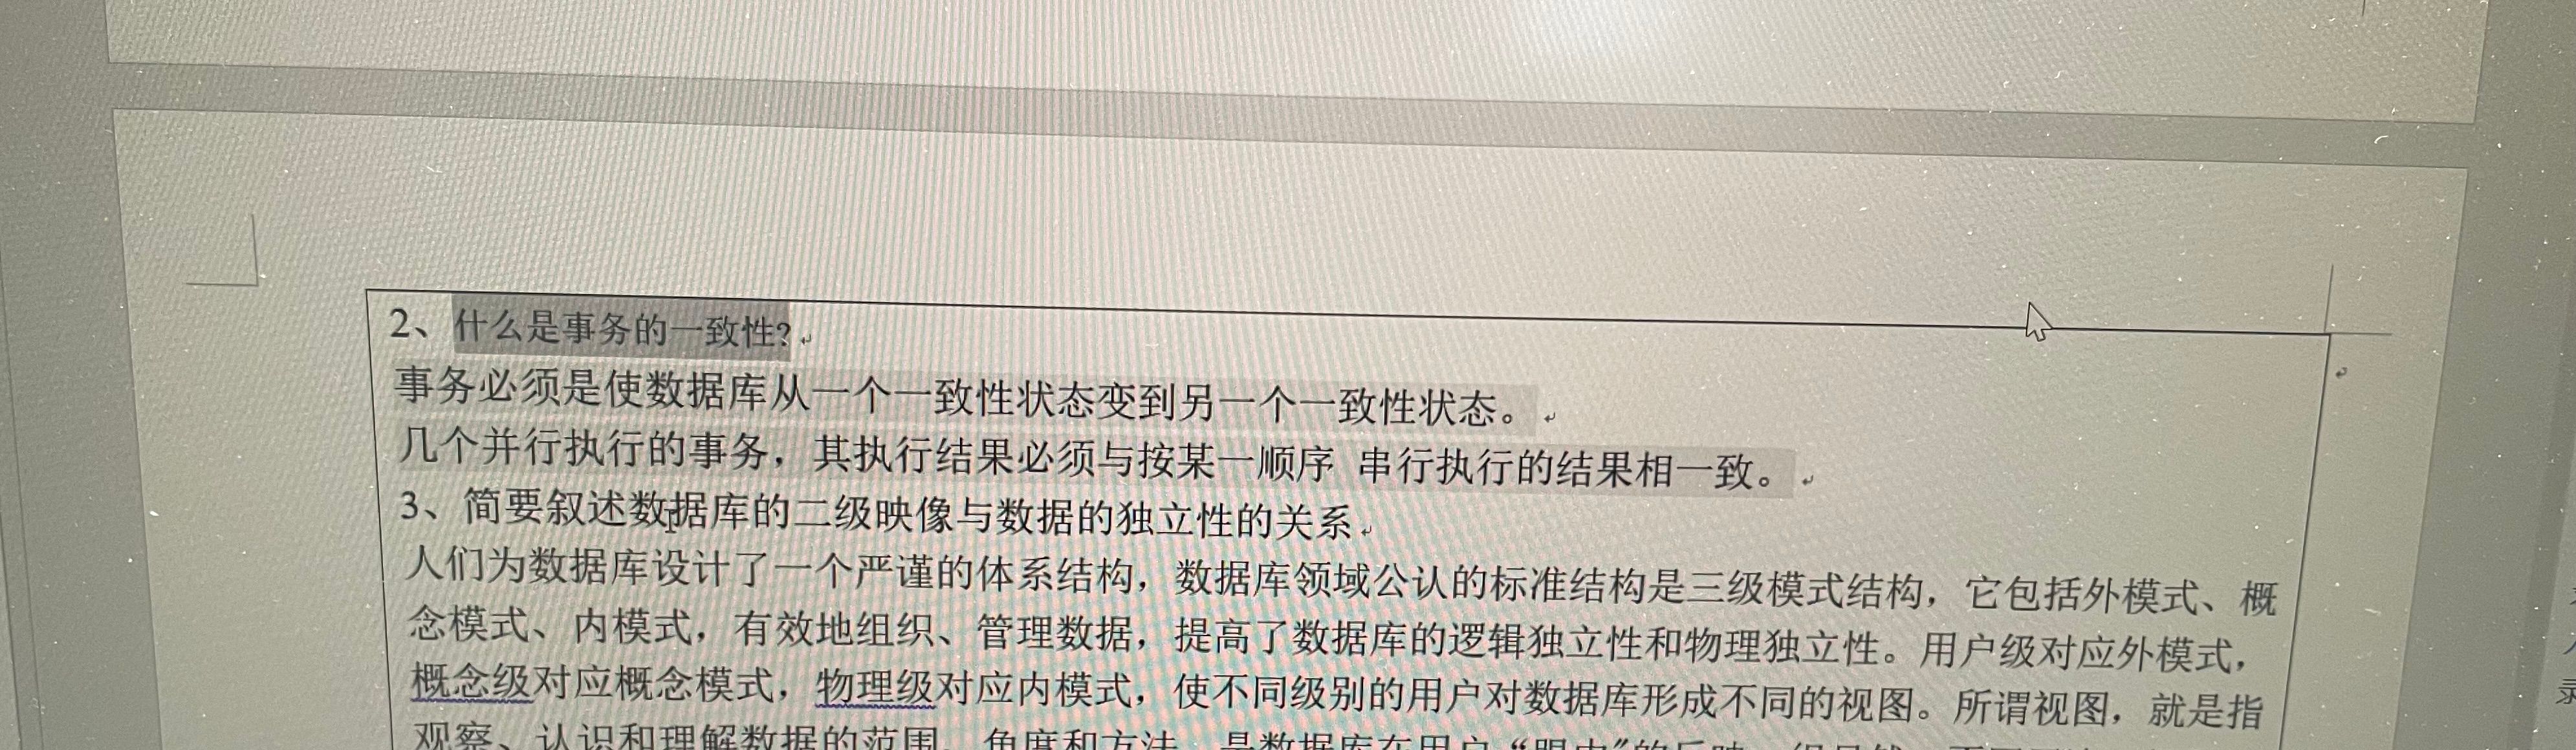 2、什么是事务的一致性?
事务必须是使数据库从一个一致性状态变到另一个一致性状态。
几个并行执行的事务，其执行结果必须与按某一顺序 串行执行的结果相一致。
3、简要叙述数据库的二级映像与数据的独立性的关系
人们为数据库设计了一个严谨的体系结构，数据库领域公认的标准结构是三级模式结构，它包括外模式、概
念模式、内模式，有效地组织、管理数据，提高了数据库的逻辑独立性和物理独立性。用户级对应外模式，
概念级对应概念模式，物理级对应内模式，使不同级别的用户对数据库形成不同的视图。所谓视图，就是指
观察、认识和理解数据的范围、角度和方法，是数据库在用户“眼中”的反映，